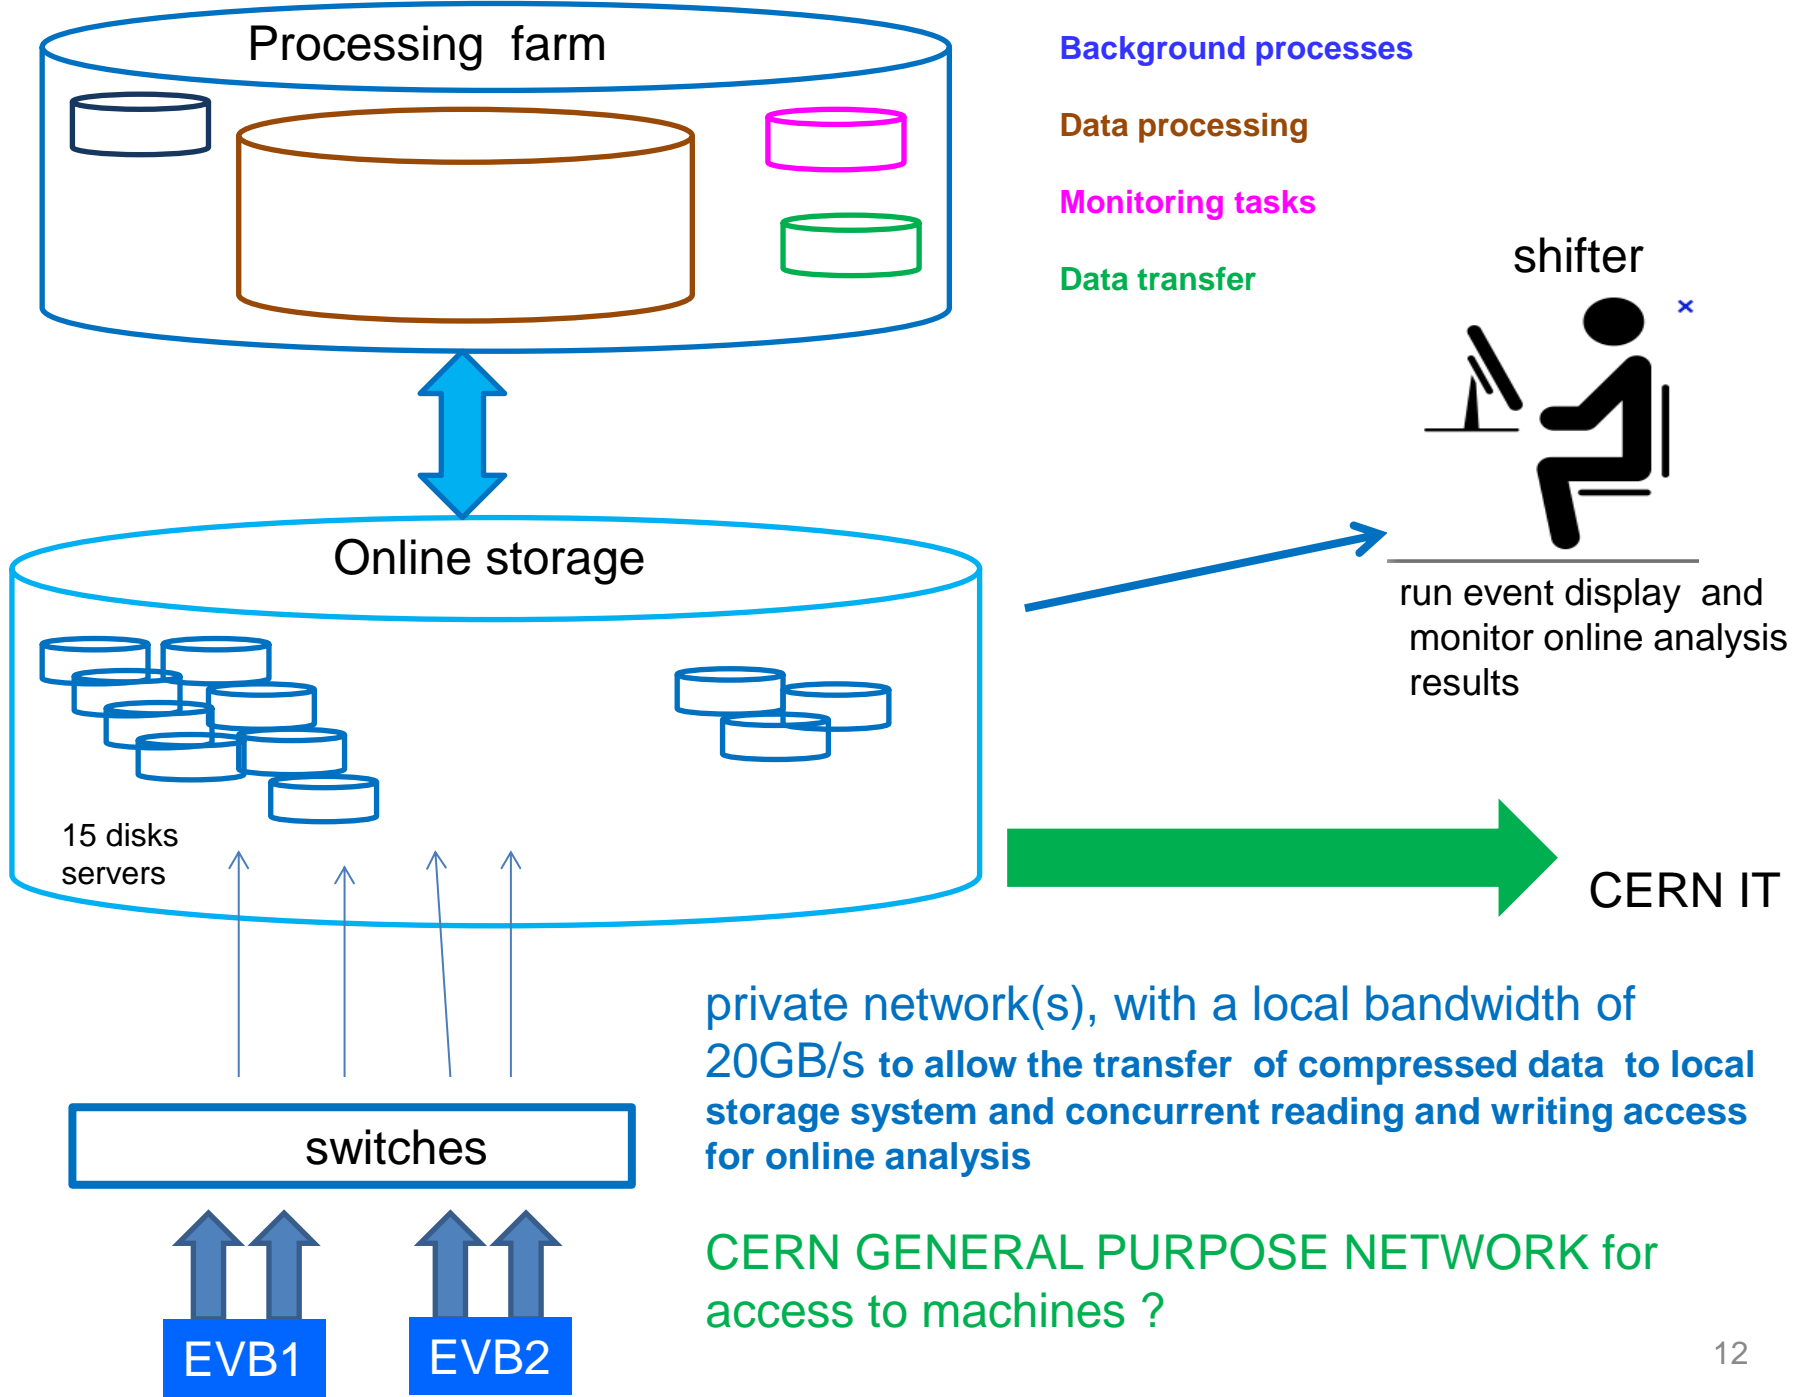 Processing farm
Background processes
Data processing
Monitoring tasks
Data transfer
shifter
Online storage
run event display and
monitor online analysis
results
15 disks
servers
CERN IT
private network(s), with a local bandwidth of
20GB/s to allow the transfer of compressed data to local
storage system and concurrent reading and writing access
for online analysis
switches
CERN GENERAL PURPOSE NETWORK for
access to machines ?
EVB1
EVB2
12